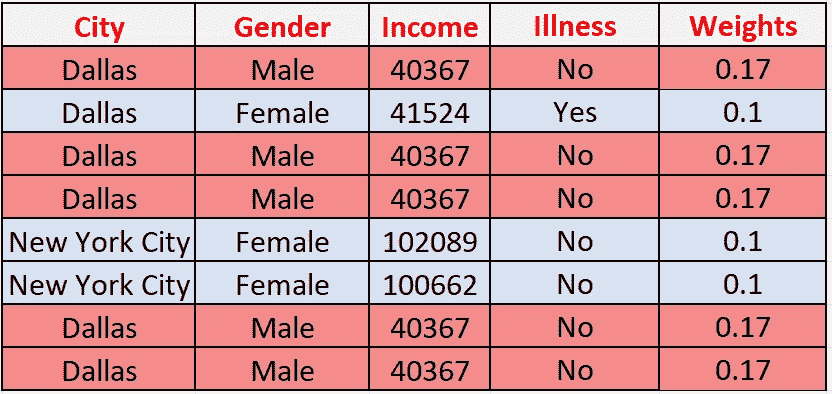 City Gender Income Illness Weights
Dallas Male 40367 No 0.17
Dallas Female 41524 Yes 0.1
Dallas Male 40367 No 0.17
Dallas Male 40367 No 0.17
New York City Female 102089 No 0.1
New York City Female 100662 No 0.1
Dallas Male 40367 No 0.17
Dallas Male 40367 No 0.17